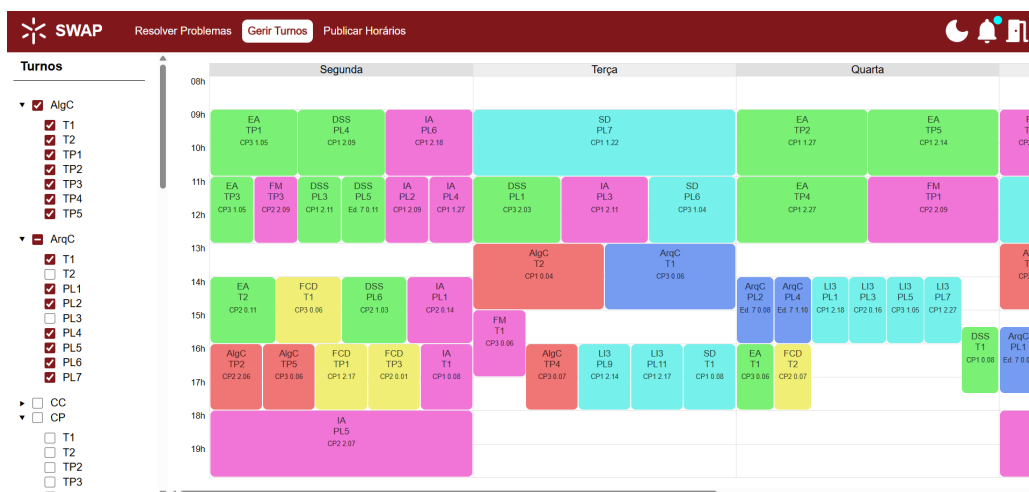 SWAP
Resolver Problemas
Gerir Turnos
Publicar Horários
Turnos
AlgC
T1
T2
TP1
TP2
TP3
TP4
TP5
ArqC
T1
T2
PL1
PL2
PL3
PL4
PL5
PL6
PL7
CC
CP
T1
T2
TP2
TP3
Segunda
Terça
Quarta
08h
09h
10h
11h
12h
13h
14h
15h
16h
17h
18h
19h
EA
TP1
CP3 1.05
DSS
PL4
CP1 2.09
IA
PL6
CP1 2.18
EA
TP3
CP3 1.05
FM
TP3
CP2 2.09
DSS
PL3
CP1 2.11
DSS
PL5
Ed. 7 0.11
IA
PL2
CP1 2.09
IA
PL4
CP1 1.27
EA
T2
CP2 0.11
FCD
T1
CP3 0.06
DSS
PL6
CP2 1.03
IA
PL1
CP2 0.14
AlgC
TP2
CP2 2.06
AlgC
TP5
CP3 0.06
FCD
TP1
CP1 2.17
FCD
TP3
CP2 0.01
IA
T1
CP1 0.08
IA
PL5
CP2 2.07
SD
PL7
CP1 1.22
DSS
PL1
CP3 2.03
IA
PL3
CP1 2.11
SD
PL6
CP3 1.04
AlgC
T2
CP1 0.04
ArqC
T1
CP3 0.06
FM
T1
CP3 0.06
AlgC
TP4
CP3 0.07
LI3
PL9
CP1 2.14
LI3
PL11
CP1 2.17
SD
T1
CP1 0.08
EA
TP2
CP1 1.27
EA
TP5
CP1 2.14
EA
TP4
CP1 2.27
FM
TP1
CP2 2.09
ArqC
PL2
Ed. 7 0.08
ArqC
PL4
Ed. 7 1.10
LI3
PL1
CP1 2.18
LI3
PL3
CP2 0.16
LI3
PL5
CP3 1.05
LI3
PL7
CP1 2.27
DSS
T1
CP1 0.08
EA
T1
CP3 0.06
FCD
T2
CP2 0.07
ArqC
PL1